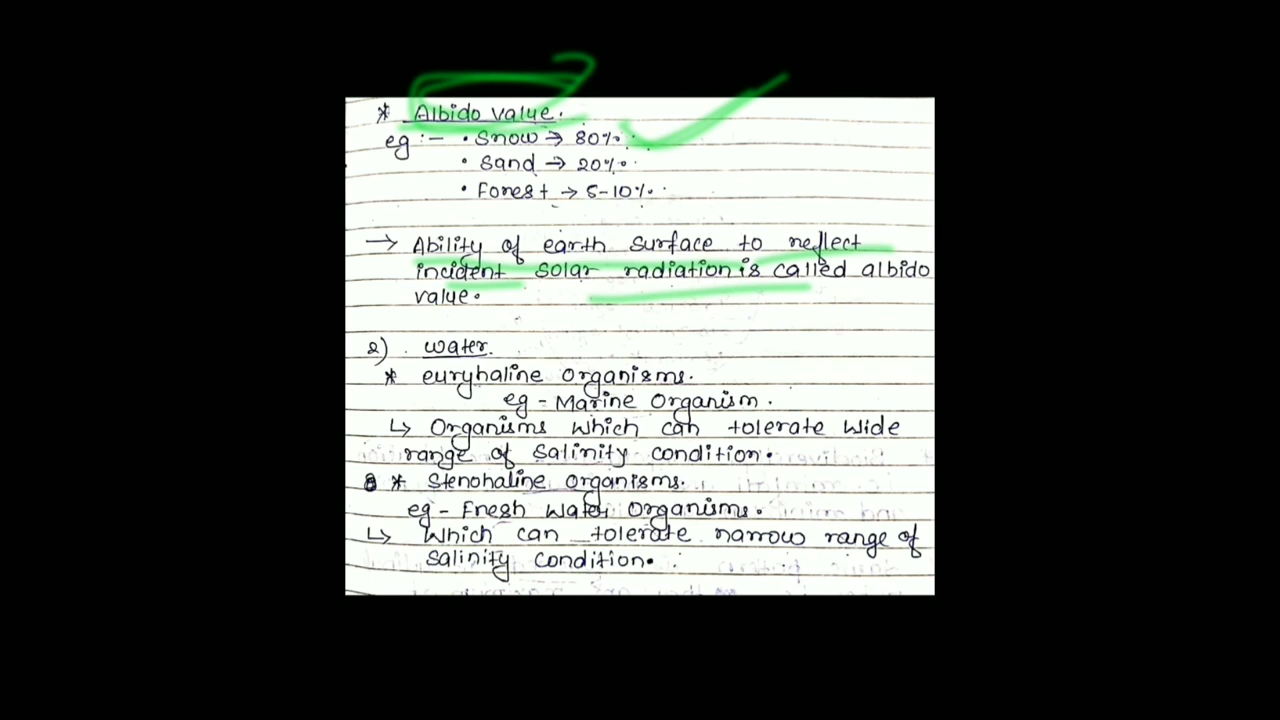 * Albido value.
eg :- • Snow → 80%.
• Sand → 20%.
• Forest → 5-10%.
→ Ability of earth surface to reflect
incident solar radiation is called albido
value.
2) . water.
* euryhaline organisms.
eg - Marine Organism.
↳ Organisms which can tolerate wide
range of salinity condition.
* Stenohaline organisms.
eg - Fresh water organisms.
↳ Which can tolerate narrow range of
salinity condition.